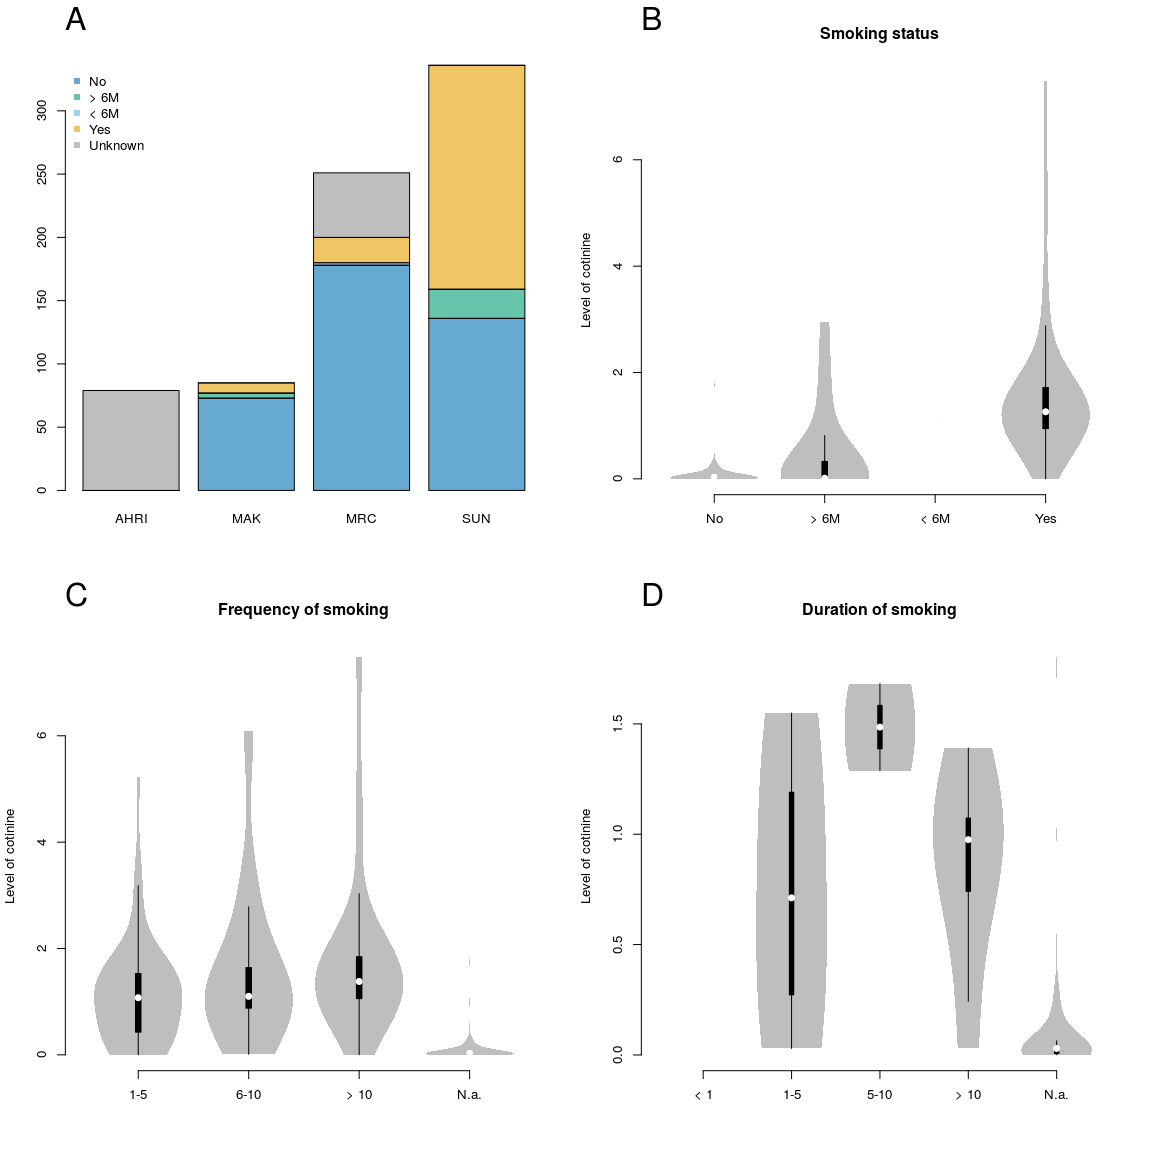 A
No
> 6M
< 6M
Yes
Unknown
300
250
200
150
100
50
0
AHRI MAK MRC SUN
B
Smoking status
Level of cotinine
6
4
2
0
No > 6M < 6M Yes
C
Frequency of smoking
Level of cotinine
6
4
2
0
1-5 6-10 > 10 N.a.
D
Duration of smoking
Level of cotinine
1.5
1.0
0.5
0.0
< 1 1-5 5-10 > 10 N.a.